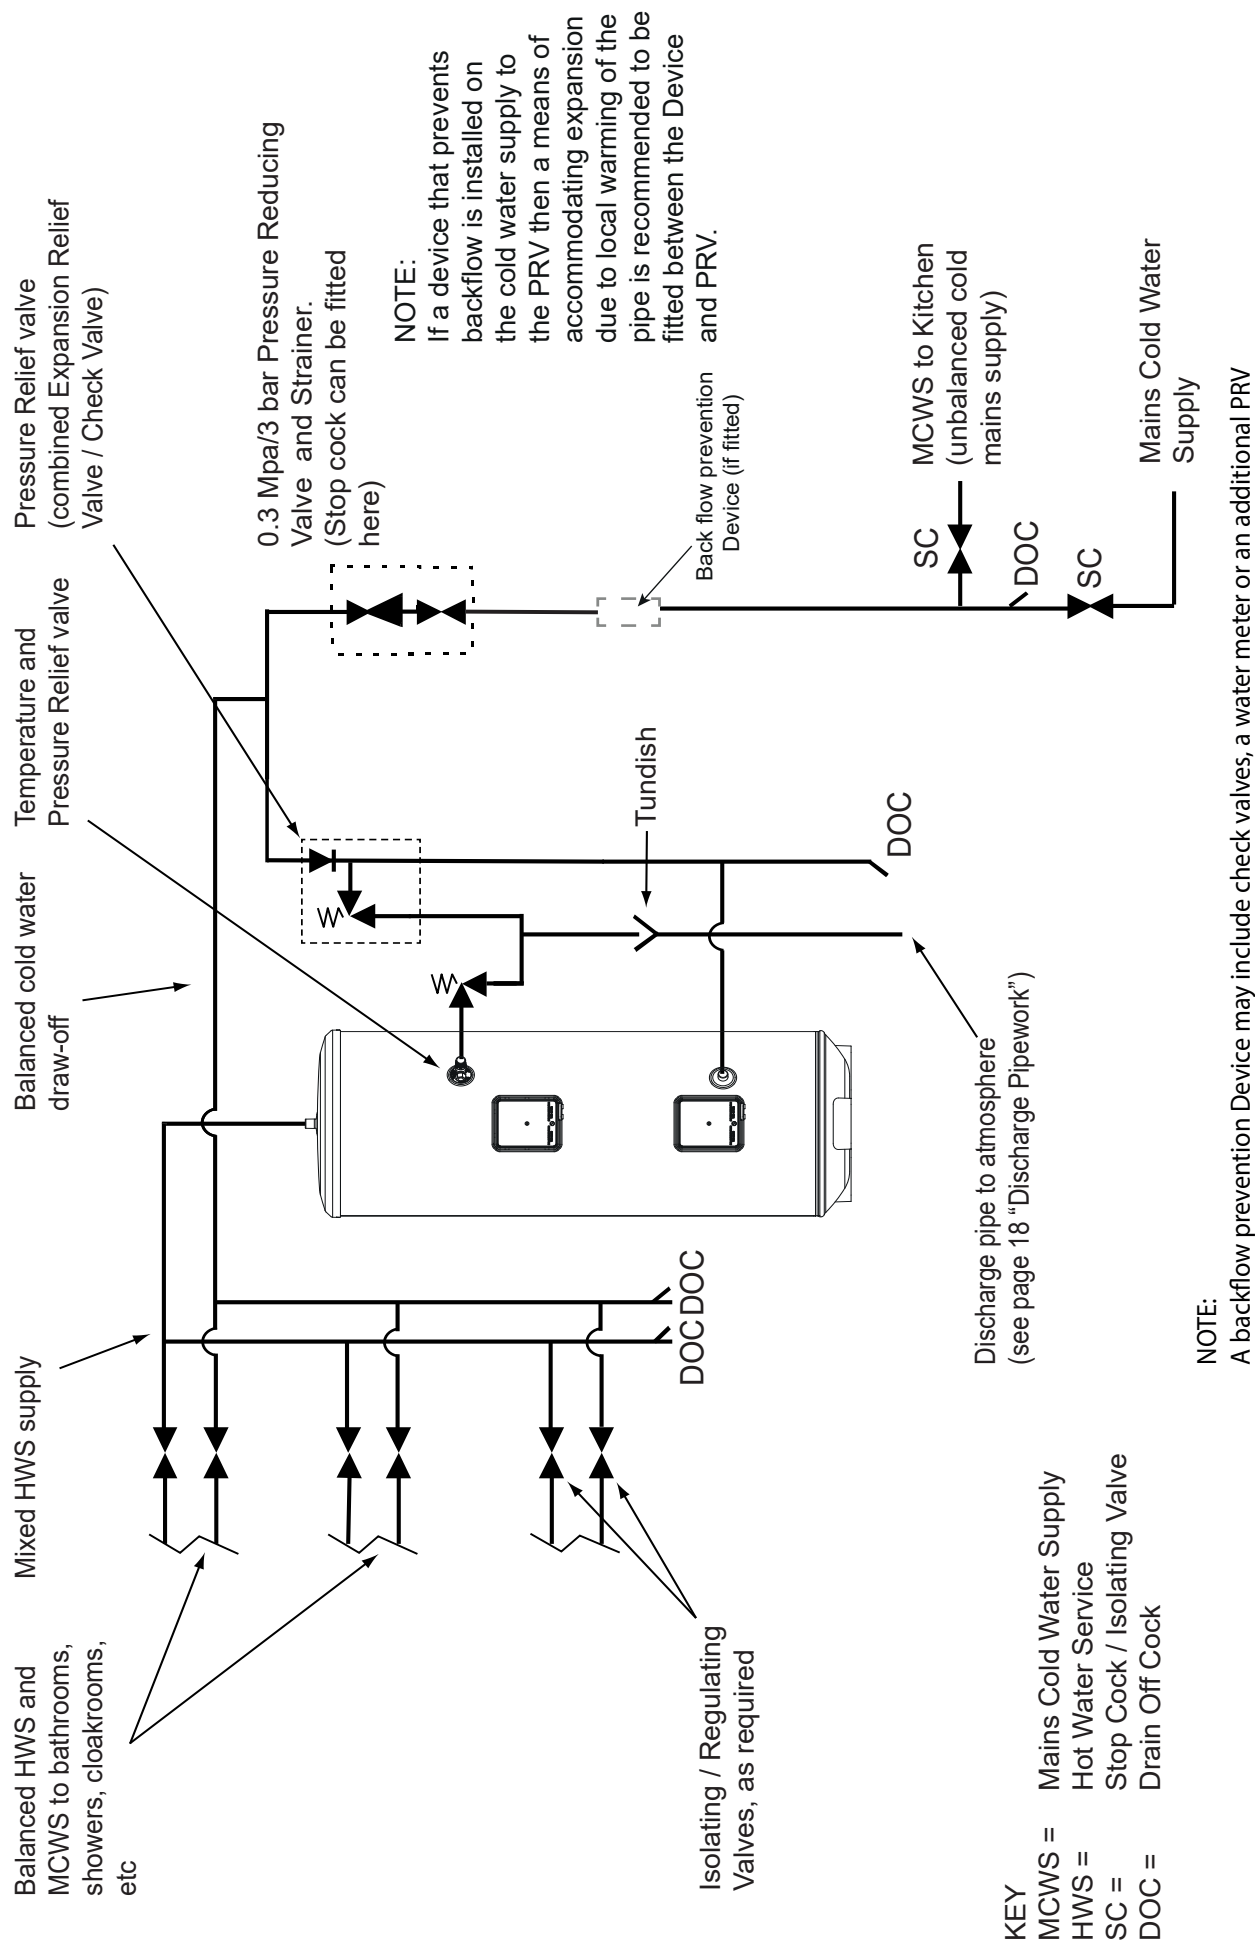 Balanced HWS and
MCWS to bathrooms,
showers, cloakrooms,
etc
Mixed HWS supply
Balanced cold water
draw-off
Temperature and
Pressure Relief valve
Pressure Relief valve
(combined Expansion Relief
Valve / Check Valve)
0.3 Mpa/3 bar Pressure Reducing
Valve and Strainer.
(Stop cock can be fitted
here)
NOTE:
If a device that prevents
backflow is installed on
the cold water supply to
the PRV then a means of
accommodating expansion
due to local warming of the
pipe is recommended to be
fitted between the Device
and PRV.
Back flow prevention
Device (if fitted)
Tundish
MCWS to Kitchen
(unbalanced cold
mains supply)
SC
DOC
SC
Mains Cold Water
Supply
DOC
DOC
DOC
Isolating / Regulating
Valves, as required
Discharge pipe to atmosphere
(see page 18 “Discharge Pipework”)
KEY
MCWS = Mains Cold Water Supply
HWS = Hot Water Service
SC = Stop Cock / Isolating Valve
DOC = Drain Off Cock
NOTE:
A backflow prevention Device may include check valves, a water meter or an additional PRV